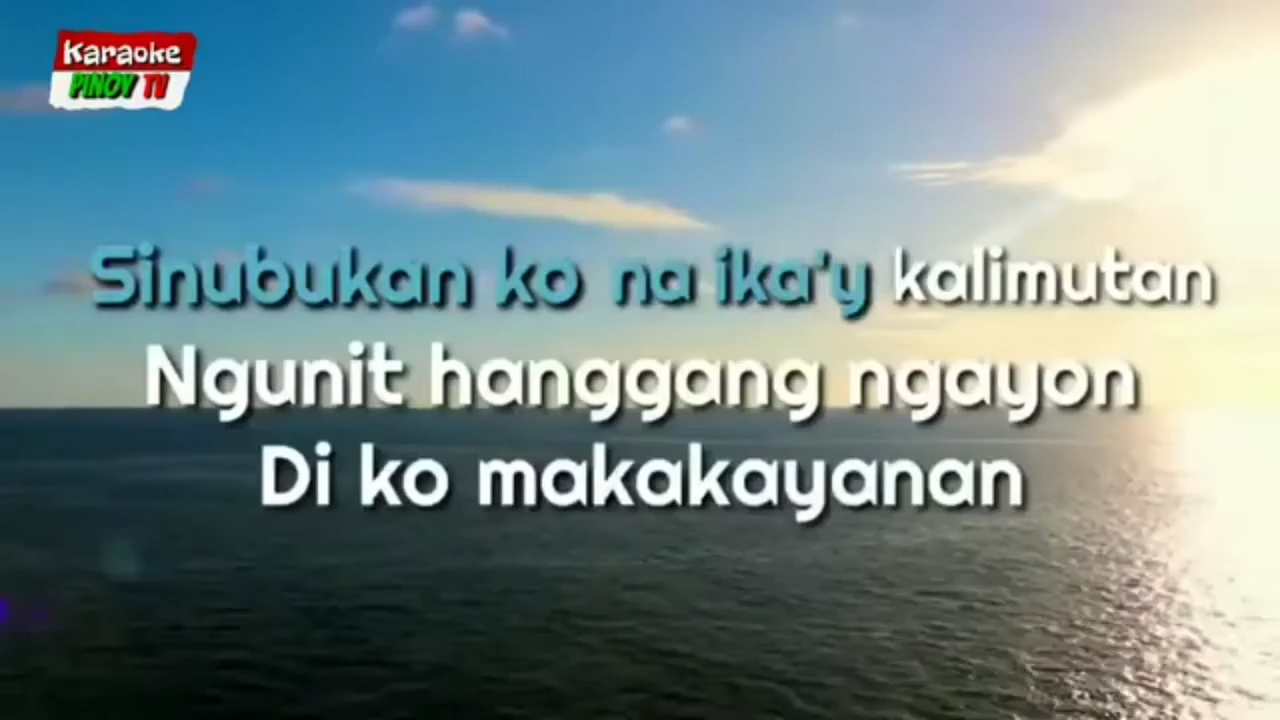 Karaoke
PINOY TV
Sinubukan ko na ika'y kalimutan
Ngunit hanggang ngayon
Di ko makakayanan